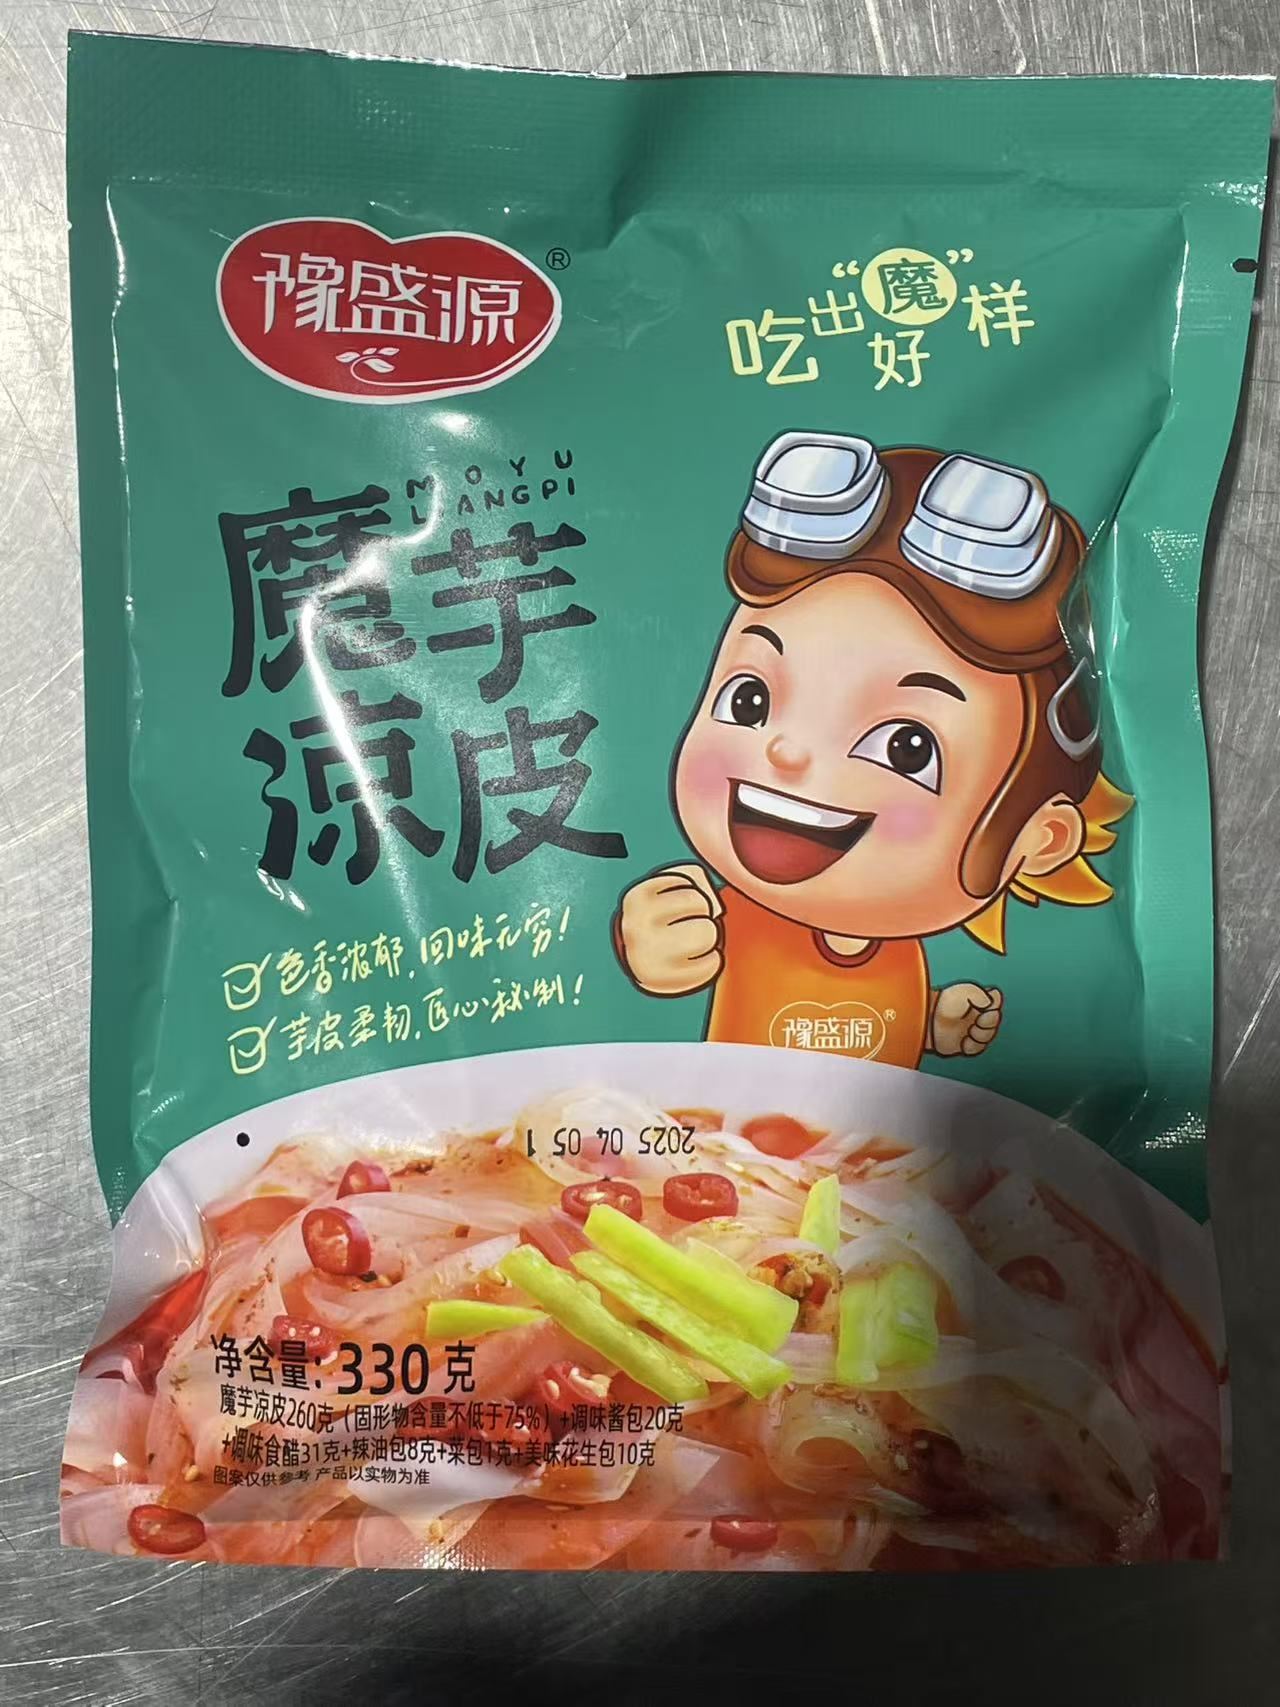 豫盛源®
吃出“魔”好样
MOYU
LIANGPI
魔芋
凉皮
色香浓郁,回味无穷!
芋皮柔韧,匠心秘制!
豫盛源®
2025 04 05 1
净含量:330克
魔芋凉皮260克(固形物含量不低于75%)+调味酱包20克
+调味食醋31克+辣油包8克+菜包1克+美味花生包10克
图案仅供参考 产品以实物为准